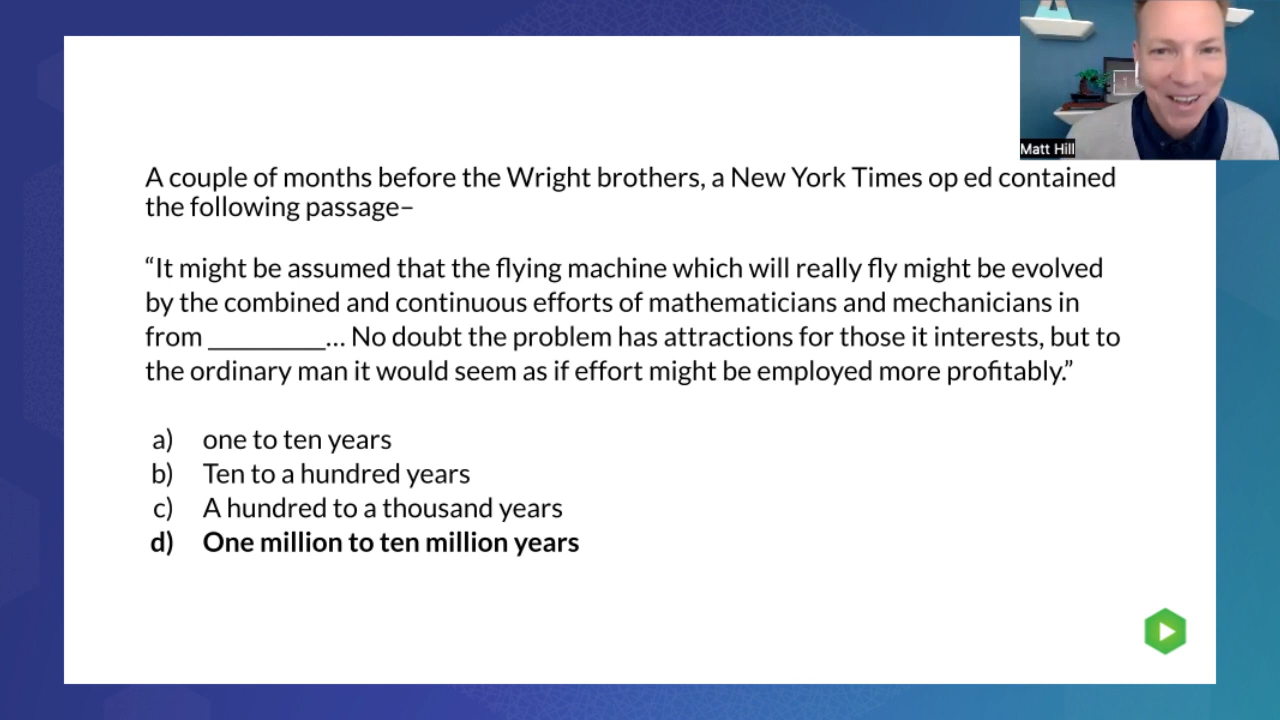 Matt Hill
A couple of months before the Wright brothers, a New York Times op ed contained
the following passage–
“It might be assumed that the flying machine which will really fly might be evolved
by the combined and continuous efforts of mathematicians and mechanicians in
from _________... No doubt the problem has attractions for those it interests, but to
the ordinary man it would seem as if effort might be employed more profitably.”
a) one to ten years
b) Ten to a hundred years
c) A hundred to a thousand years
d) One million to ten million years